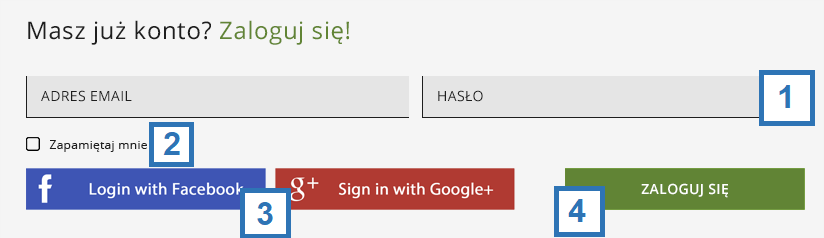 Masz już konto? Zaloguj się!
ADRES EMAIL HASŁO 1
Zapamiętaj mnie 2
f Login with Facebook 3 g+ Sign in with Google+ 4 ZALOGUJ SIĘ